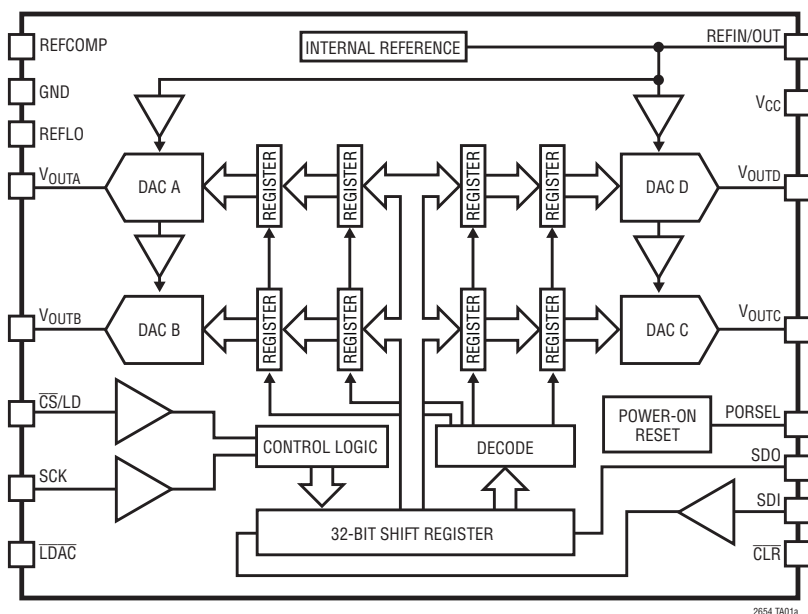 REFCOMP
INTERNAL REFERENCE
REFIN/OUT
GND
VCC
REFLO
VOUTA
DAC A
REGISTER
REGISTER
REGISTER
REGISTER
DAC D
VOUTD
VOUTB
DAC B
REGISTER
REGISTER
REGISTER
REGISTER
DAC C
VOUTC
CS/LD
POWER-ON
RESET
PORSEL
CONTROL LOGIC
DECODE
SDO
SCK
SDI
32-BIT SHIFT REGISTER
LDAC
CLR
2654 TA01a